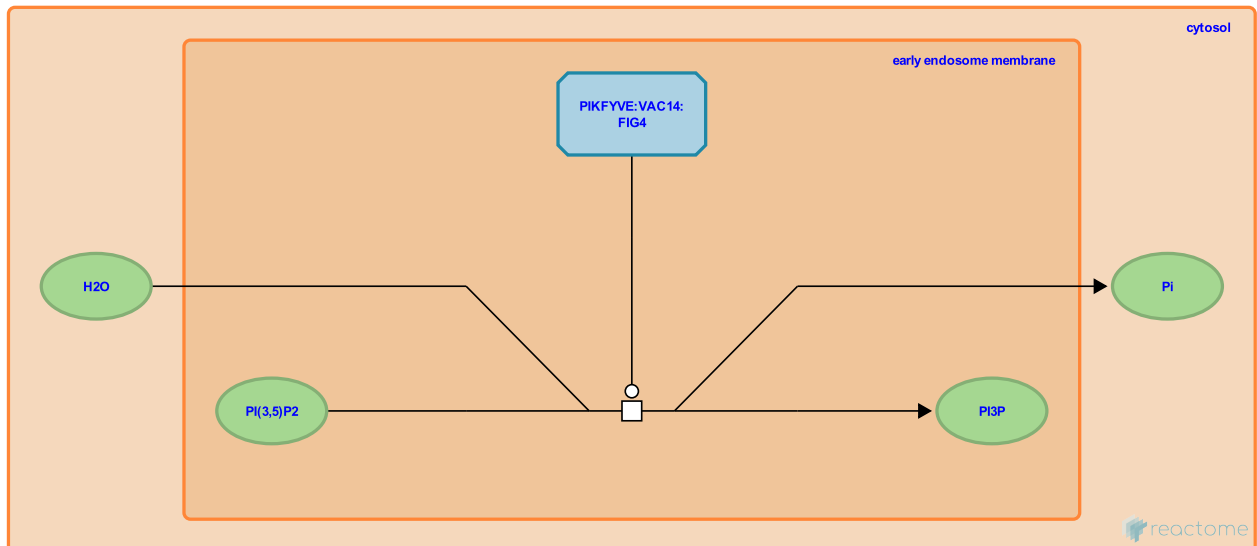 cytosol
early endosome membrane
PIKFYVE:VAC14:
FIG4
H2O
Pi
PI(3,5)P2
PI3P
reactome